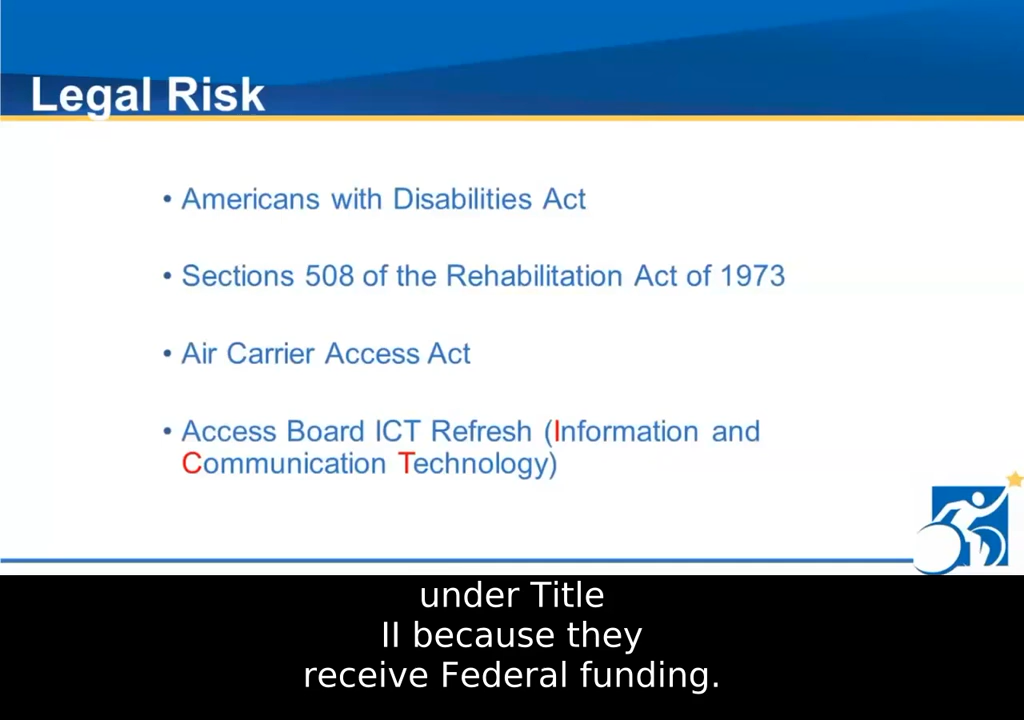 Legal Risk
• Americans with Disabilities Act
• Sections 508 of the Rehabilitation Act of 1973
• Air Carrier Access Act
• Access Board ICT Refresh (Information and
Communication Technology)
under Title
II because they
receive Federal funding.